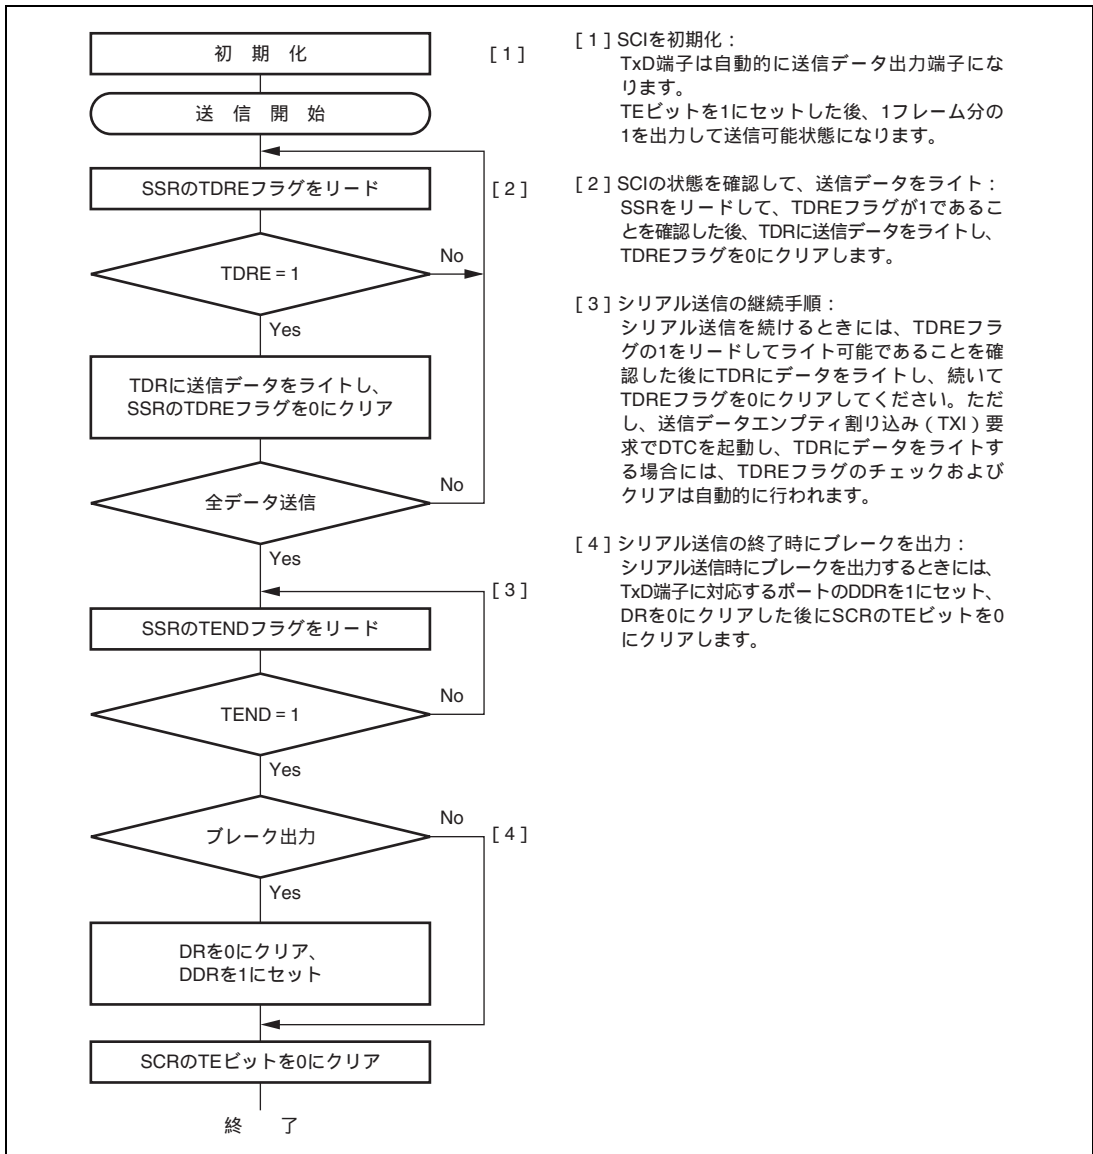 初 期 化
[ 1 ]
送 信 開 始
SSRのTDREフラグをリード
[ 2 ]
TDRE = 1
No
Yes
TDRに送信データをライトし、
SSRのTDREフラグを0にクリア
全データ送信
No
Yes
[ 3 ]
SSRのTENDフラグをリード
TEND = 1
No
Yes
ブレーク出力
No
[ 4 ]
Yes
DRを0にクリア、
DDRを1にセット
SCRのTEビットを0にクリア
終 了
[ 1 ] SCIを初期化：
TxD端子は自動的に送信データ出力端子にな
ります。
TEビットを1にセットした後、1フレーム分の
1を出力して送信可能状態になります。
[ 2 ] SCIの状態を確認して、送信データをライト：
SSRをリードして、TDREフラグが1であるこ
とを確認した後、TDRに送信データをライトし、
TDREフラグを0にクリアします。
[ 3 ] シリアル送信の継続手順：
シリアル送信を続けるときには、TDREフラ
グの1をリードしてライト可能であることを確
認した後にTDRにデータをライトし、続いて
TDREフラグを0にクリアしてください。ただ
し、送信データエンプティ割り込み（TXI）要
求でDTCを起動し、TDRにデータをライトす
る場合には、TDREフラグのチェックおよび
クリアは自動的に行われます。
[ 4 ] シリアル送信の終了時にブレークを出力：
シリアル送信時にブレークを出力するときには、
TxD端子に対応するポートのDDRを1にセット、
DRを0にクリアした後にSCRのTEビットを0
にクリアします。